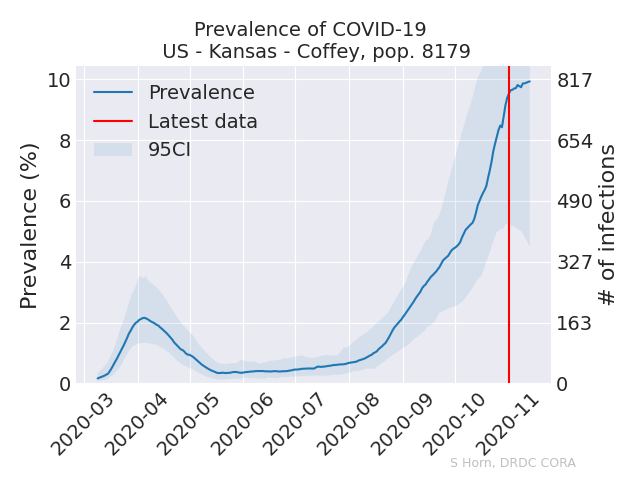 Prevalence of COVID-19
US - Kansas - Coffey, pop. 8179
Prevalence
Latest data
95CI
Prevalence (%)
10
8
6
4
2
0
817
654
490
327
163
0
# of infections
2020-03
2020-04
2020-05
2020-06
2020-07
2020-08
2020-09
2020-10
2020-11
S Horn, DRDC CORA